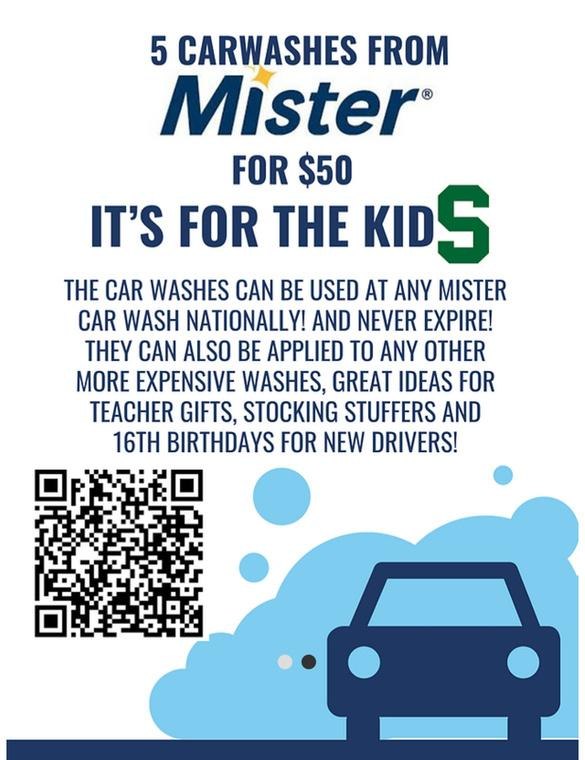 5 CARWASHES FROM
Mister®
FOR $50
IT'S FOR THE KIDS
THE CAR WASHES CAN BE USED AT ANY MISTER
CAR WASH NATIONALLY! AND NEVER EXPIRE!
THEY CAN ALSO BE APPLIED TO ANY OTHER
MORE EXPENSIVE WASHES, GREAT IDEAS FOR
TEACHER GIFTS, STOCKING STUFFERS AND
16TH BIRTHDAYS FOR NEW DRIVERS!